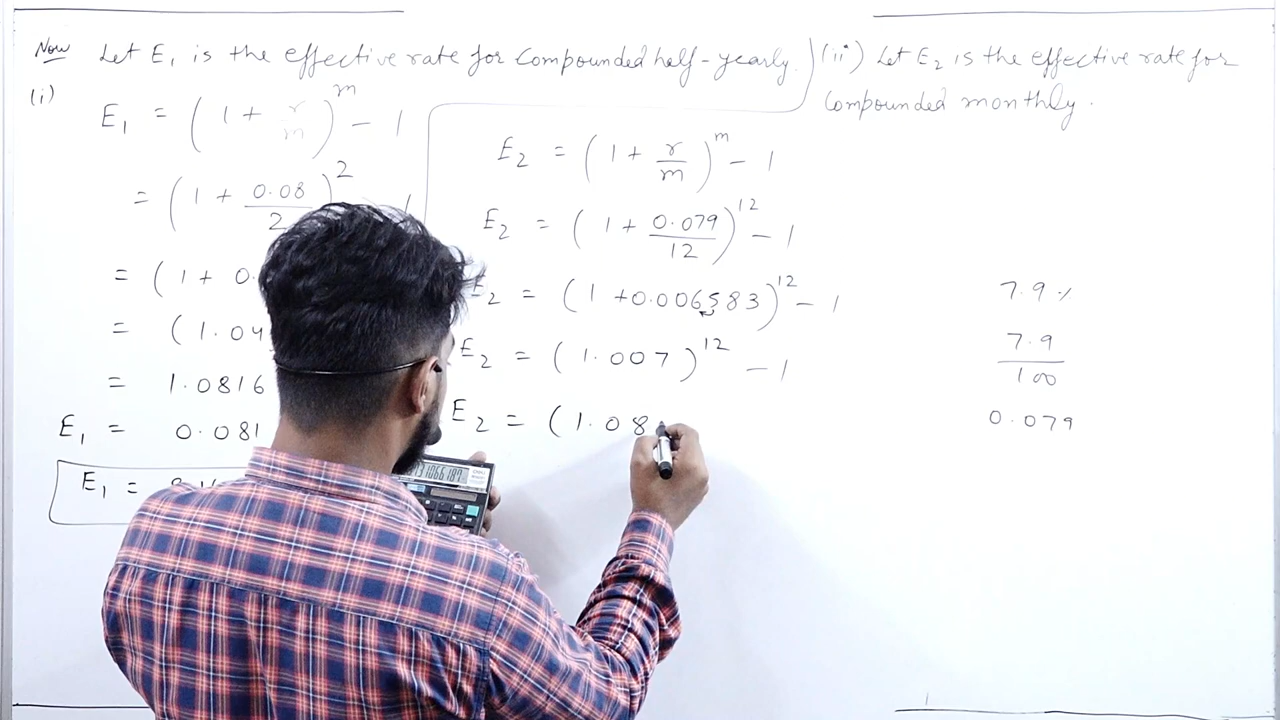 Now Let E₁ is the effective rate for compounded half-yearly.
(i)
E₁ = (1 + r/m)^m - 1
= (1 + 0.08/2)^2
= (1 + 0.
= (1.04
= 1.0816
E₁ = 0.081
E₁ =
(ii) Let E₂ is the effective rate for
compounded monthly.
E₂ = (1 + r/m)^m - 1
E₂ = (1 + 0.079/12)^12 - 1
E₂ = (1 + 0.006583)^12 - 1
E₂ = (1.007)^12 - 1
E₂ = (1.08
7.9%
7.9
100
0.079